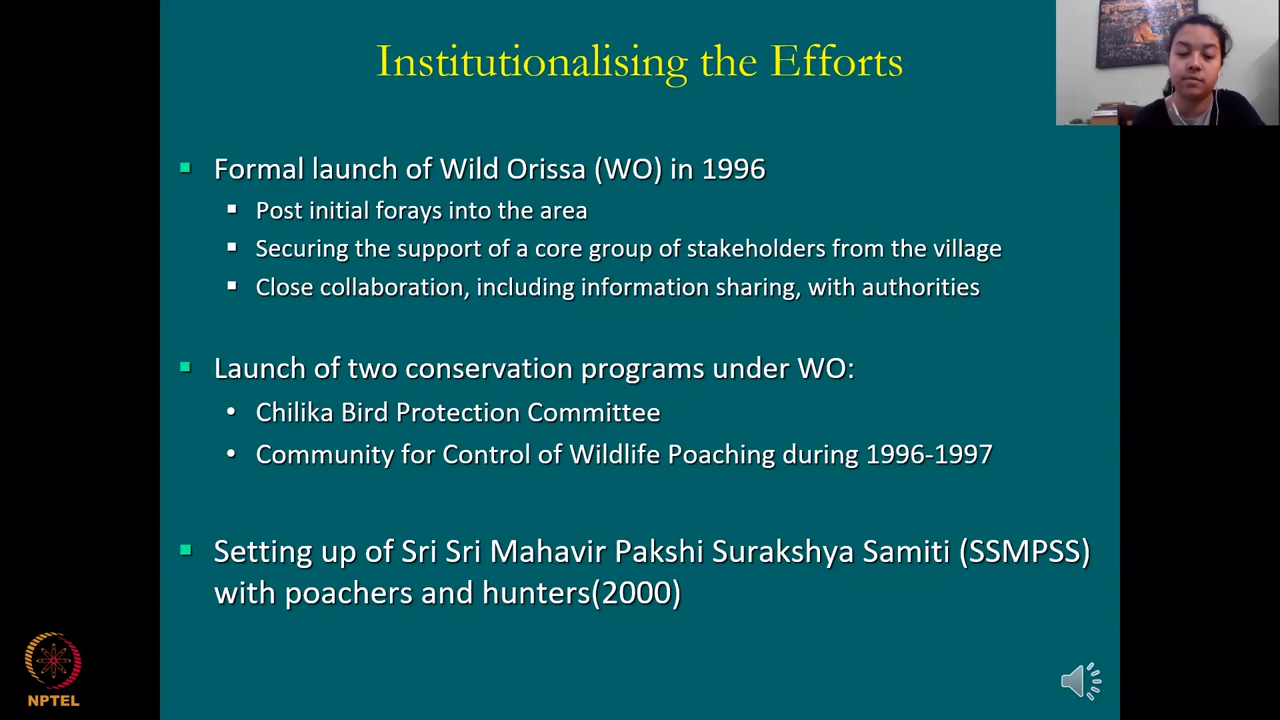 Institutionalising the Efforts
Formal launch of Wild Orissa (WO) in 1996
Post initial forays into the area
Securing the support of a core group of stakeholders from the village
Close collaboration, including information sharing, with authorities
Launch of two conservation programs under WO:
Chilika Bird Protection Committee
Community for Control of Wildlife Poaching during 1996-1997
Setting up of Sri Sri Mahavir Pakshi Surakshya Samiti (SSMPSS)
with poachers and hunters(2000)
NPTEL